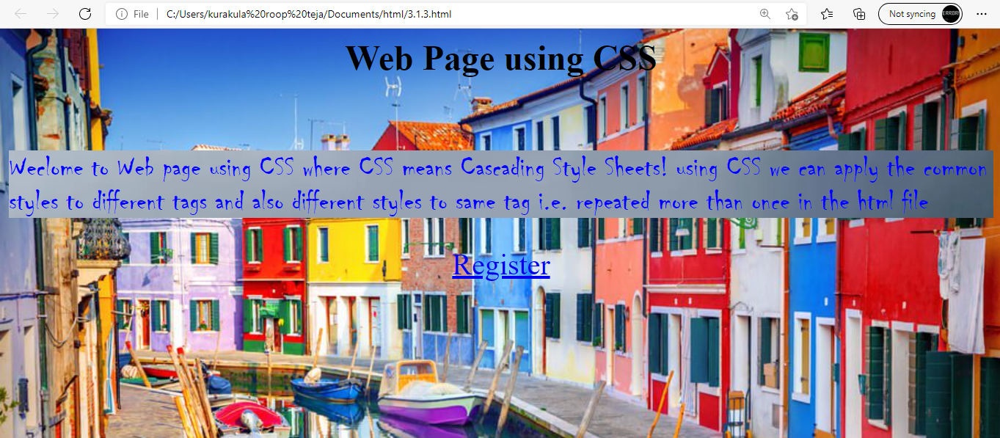 File
C:/Users/kurakula%20roop%20teja/Documents/html/3.1.3.html
Not syncing
ERROR!
Web Page using CSS
Weclome to Web page using CSS where CSS means Cascading Style Sheets! using CSS we can apply the common
styles to different tags and also different styles to same tag i.e. repeated more than once in the html file
Register